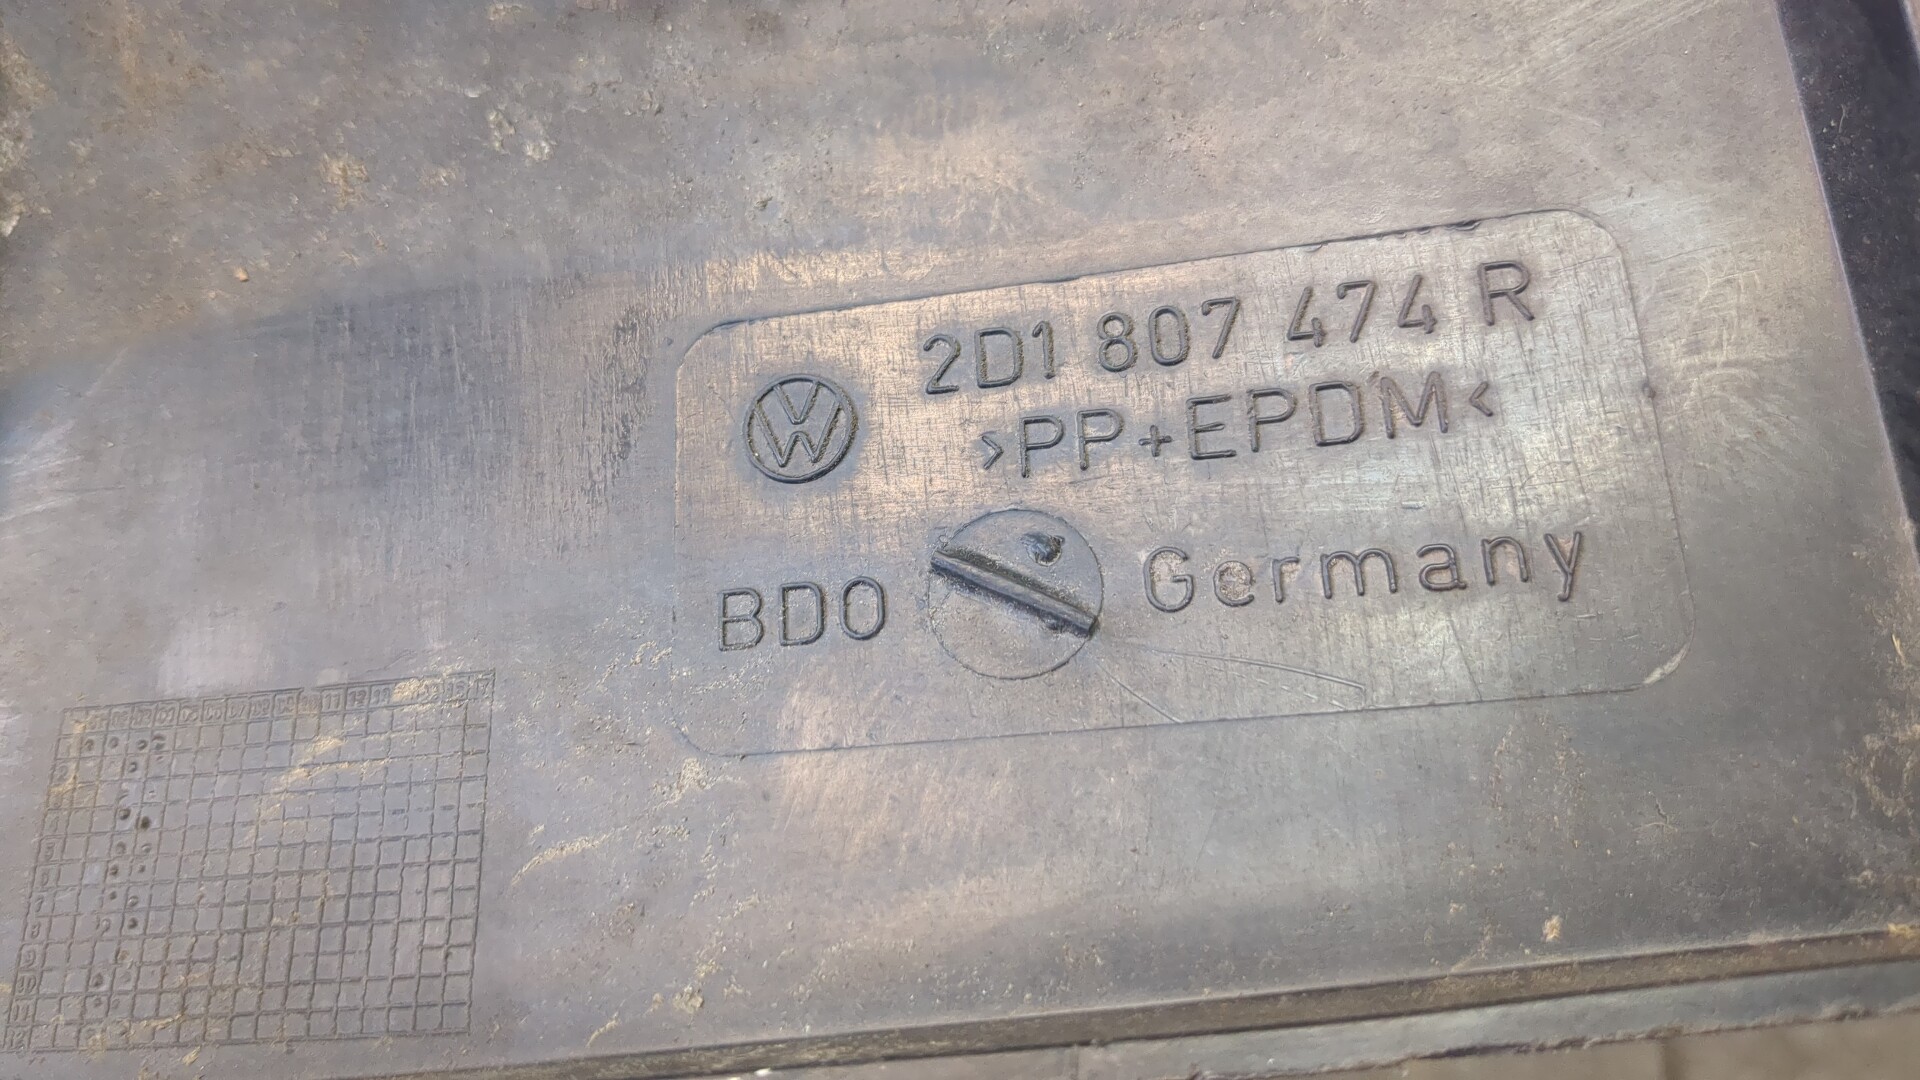 2D1 807 474 R
>PP+EPDM<
BDO Germany